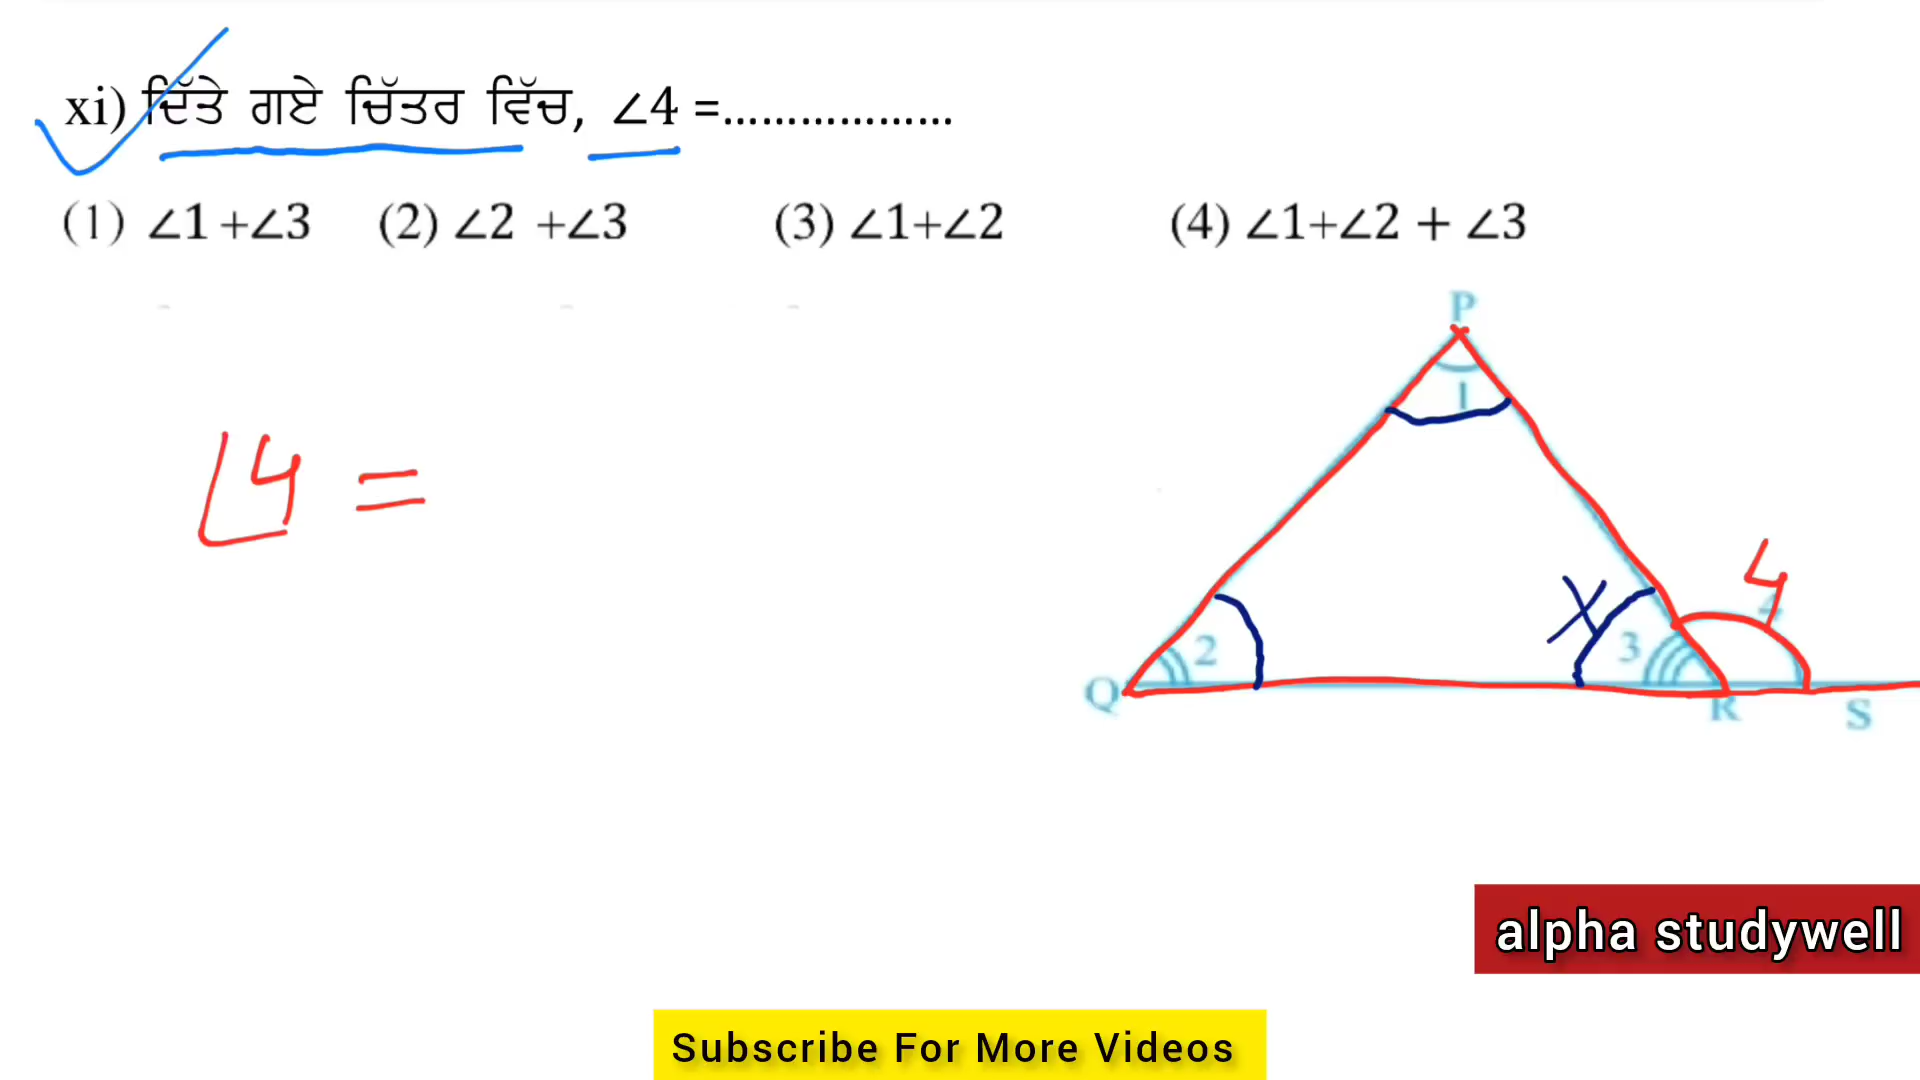 xi) ਦਿੱਤੇ ਗਏ ਚਿੱਤਰ ਵਿੱਚ, ∠4 =..................
(1) ∠1 +∠3 (2) ∠2 +∠3 (3) ∠1+∠2 (4) ∠1+∠2 + ∠3
P
1
∠4 =
4
4
X
2
3
Q
R
S
alpha studywell
Subscribe For More Videos